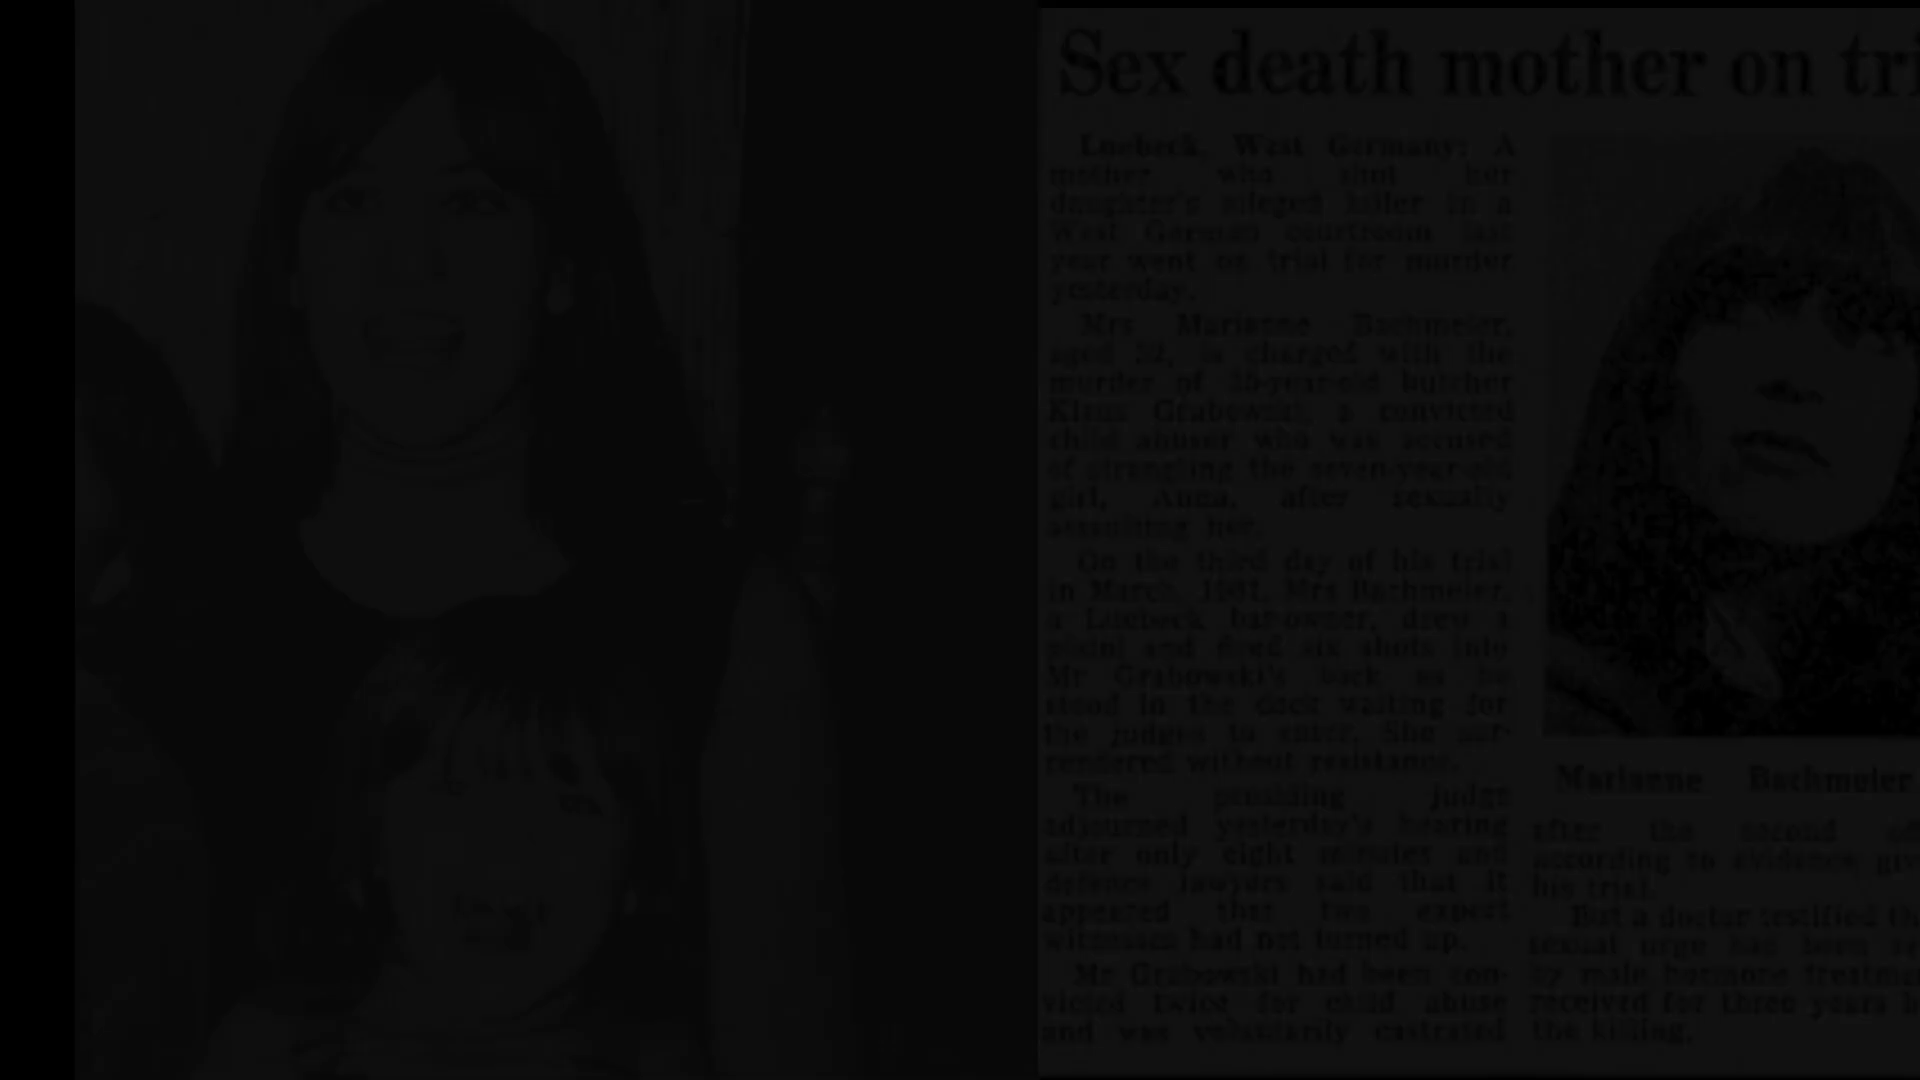 Sex death mother on tri
Luebeck, West Germany: A
mother who shot her
daughter's alleged killer in a
West German courtroom last
year went on trial for murder
yesterday.
Mrs Marianne Bachmeier,
aged 32, is charged with the
murder of 35-year-old butcher
Klaus Grabowski, a convicted
child abuser who was accused
of strangling the seven-year-old
girl, Anna, after sexually
assaulting her.
On the third day of his trial
in March, 1981, Mrs Bachmeier,
a Luebeck bar-owner, drew a
pistol and fired six shots into
Mr Grabowski's back as he
stood in the dock waiting for
the judges to enter. She sur-
rendered without resistance.
The presiding judge
adjourned yesterday's hearing
after only eight minutes and
defence lawyers said that it
appeared that two expert
witnesses had not turned up.
Mr Grabowski had been con-
victed twice for child abuse
and was voluntarily castrated
Marianne Bachmeier
after the second of
according to evidence
his trial.
But a doctor testified th
sexual urge had been
by male hormone treatm
received for three years b
the killing.